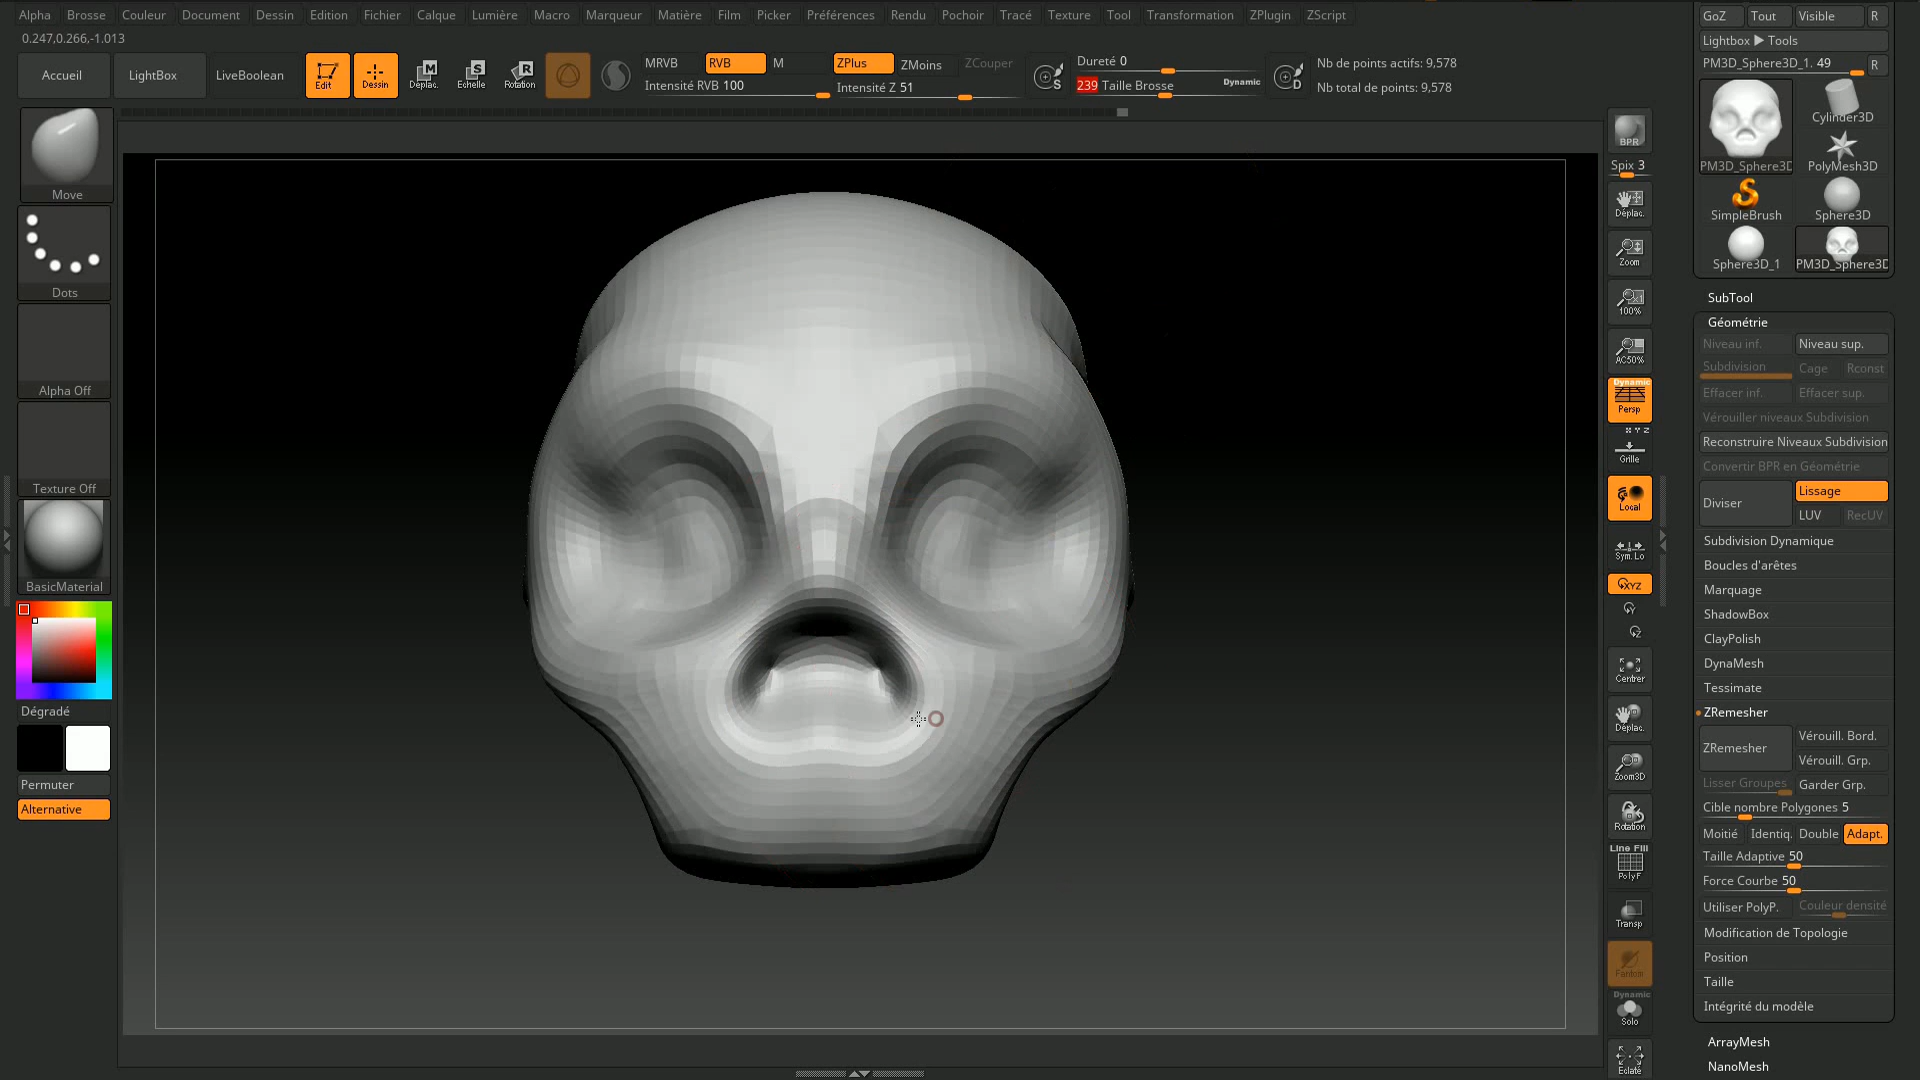 Alpha Brosse Couleur Document Dessin Edition Fichier Calque Lumière Macro Marqueur Matière Film Picker Préférences Rendu Pochoir Tracé Texture Tool Transformation ZPlugin ZScript
0.247,0.266,-1.013
Accueil LightBox LiveBoolean Edit Dessin M Déplac. S Echelle R Rotation
MRVB RVB M ZPlus ZMoins ZCouper
Intensité RVB 100 Intensité Z 51
S Dureté 0
239 Taille Brosse Dynamic D
Nb de points actifs: 9,578
Nb total de points: 9,578
Move
Dots
Alpha Off
Texture Off
BasicMaterial
Dégradé
Permuter
Alternative
BPR
Spix 3
Déplac.
Zoom
100%
AC50%
Dynamic
Persp
X Y Z
Grille
Local
Sym. Lo
XYZ
Y
Z
Centrer
Déplac.
Zoom3D
Rotation
Line Fill
PolyF
Transp
Fantom
Dynamic
Solo
Eclaté
GoZ Tout Visible R
Lightbox ▶ Tools
PM3D_Sphere3D_1. 49 R
PM3D_Sphere3D
Cylinder3D
PolyMesh3D
SimpleBrush
Sphere3D
Sphere3D_1
PM3D_Sphere3D
SubTool
Géométrie
Niveau inf. Niveau sup.
Subdivision Cage Rconst
Effacer inf. Effacer sup.
Vérouiller niveaux Subdivision
Reconstruire Niveaux Subdivision
Convertir BPR en Géométrie
Diviser Lissage
LUV RecUV
Subdivision Dynamique
Boucles d'arêtes
Marquage
ShadowBox
ClayPolish
DynaMesh
Tessimate
ZRemesher
ZRemesher Vérouill. Bord.
Vérouill. Grp.
Lisser Groupes Garder Grp.
Cible nombre Polygones 5
Moitié Identiq. Double Adapt.
Taille Adaptive 50
Force Courbe 50
Utiliser PolyP. Couleur densité
Modification de Topologie
Position
Taille
Intégrité du modèle
ArrayMesh
NanoMesh